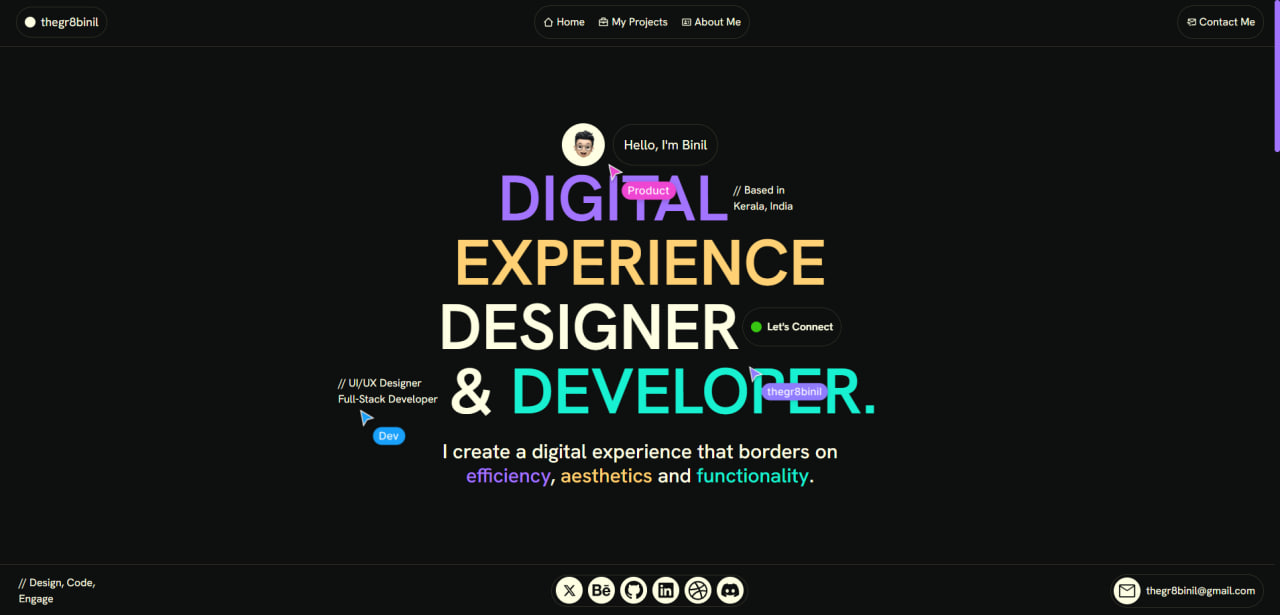 thegr8binil
Home
My Projects
About Me
Contact Me
Hello, I'm Binil
DIGITAL
Product
// Based in
Kerala, India
EXPERIENCE
DESIGNER
Let's Connect
// UI/UX Designer
Full-Stack Developer
& DEVELOPER.
thegr8binil
Dev
I create a digital experience that borders on
efficiency, aesthetics and functionality.
// Design, Code,
Engage
X
Bē
in
thegr8binil@gmail.com